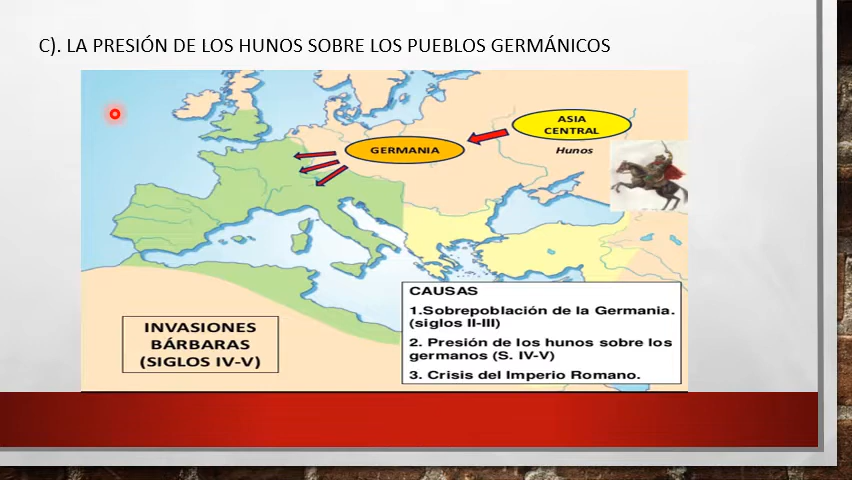 C). LA PRESIÓN DE LOS HUNOS SOBRE LOS PUEBLOS GERMÁNICOS
ASIA
CENTRAL
GERMANIA
Hunos
CAUSAS
1.Sobrepoblación de la Germania.
(siglos II-III)
2. Presión de los hunos sobre los
germanos (S. IV-V)
3. Crisis del Imperio Romano.
INVASIONES
BÁRBARAS
(SIGLOS IV-V)